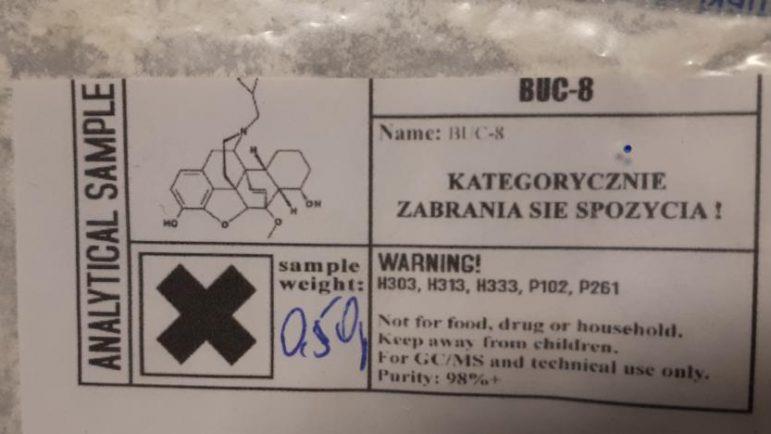 ANALYTICAL SAMPLE
N
H
OH
HO
O
O
H
BUC-8
Name: BUC-8
KATEGORYCZNIE
ZABRANIA SIE SPOZYCIA !
sample
weight:
0,50g
WARNING!
H303, H313, H333, P102, P261
Not for food, drug or household.
Keep away from children.
For GC/MS and technical use only.
Purity: 98%+